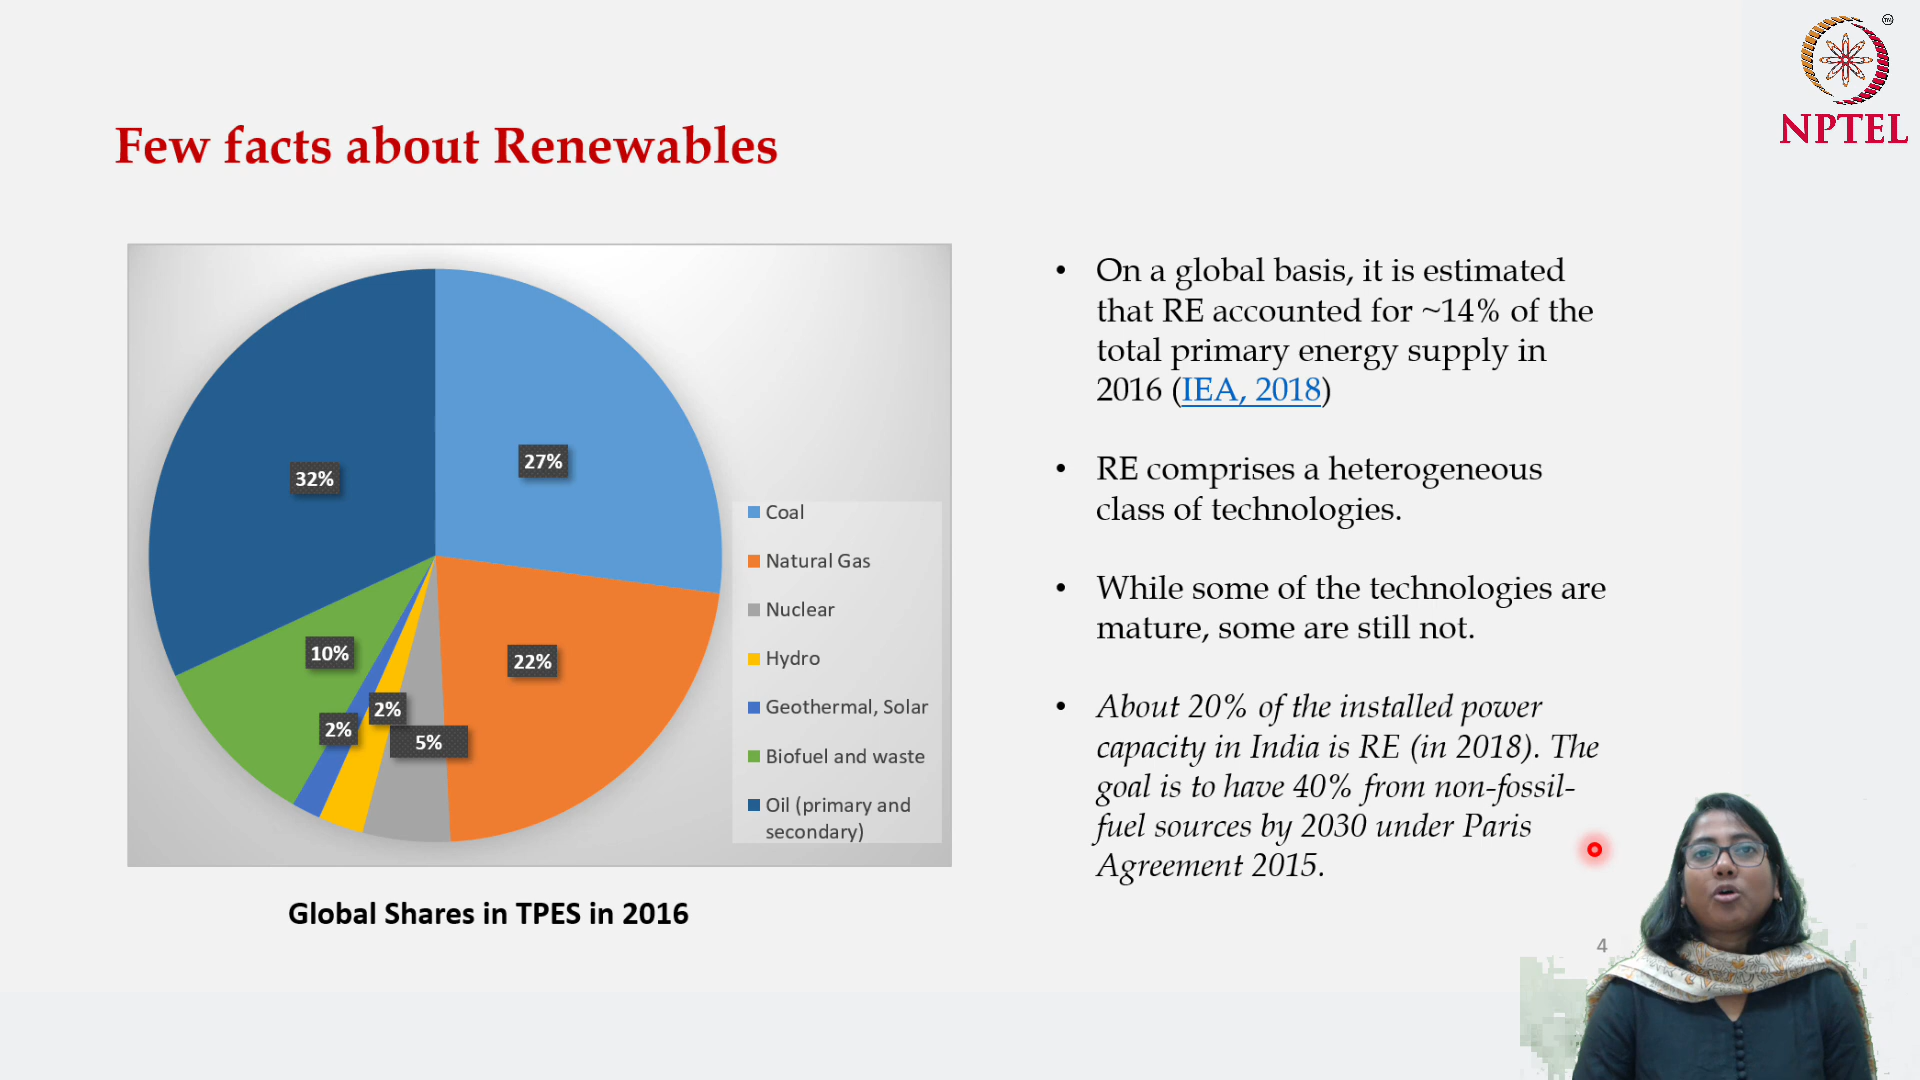 TM
NPTEL
Few facts about Renewables
32%
27%
10%
22%
2%
2%
5%
Coal
Natural Gas
Nuclear
Hydro
Geothermal, Solar
Biofuel and waste
Oil (primary and
secondary)
Global Shares in TPES in 2016
• On a global basis, it is estimated
that RE accounted for ~14% of the
total primary energy supply in
2016 (IEA, 2018)
• RE comprises a heterogeneous
class of technologies.
• While some of the technologies are
mature, some are still not.
• About 20% of the installed power
capacity in India is RE (in 2018). The
goal is to have 40% from non-fossil-
fuel sources by 2030 under Paris
Agreement 2015.
4